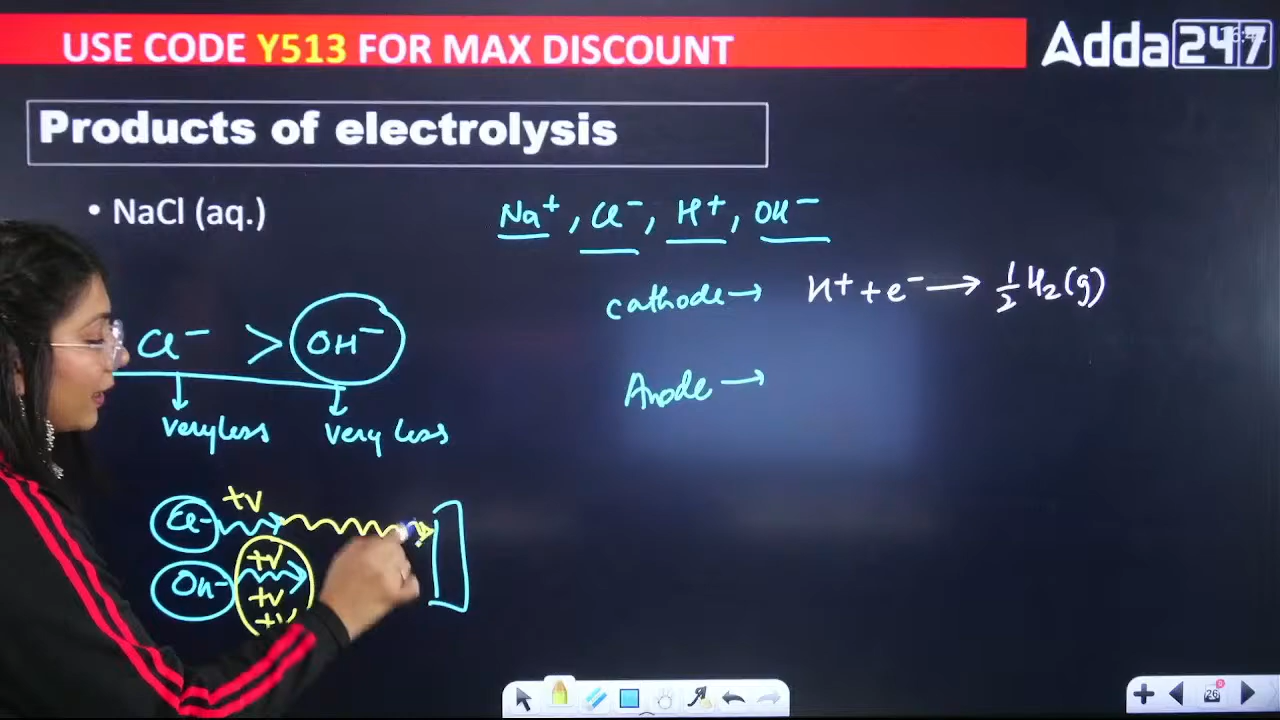 USE CODE Y513 FOR MAX DISCOUNT
Adda247
Products of electrolysis
• NaCl (aq.)
Na⁺, Cl⁻, H⁺, OH⁻
cathode → H⁺ + e⁻ → 1/2 H₂(g)
Cl⁻ > OH⁻
Anode →
very less very less
Cl⁻ +v
OH⁻ +v
+v
+v
26